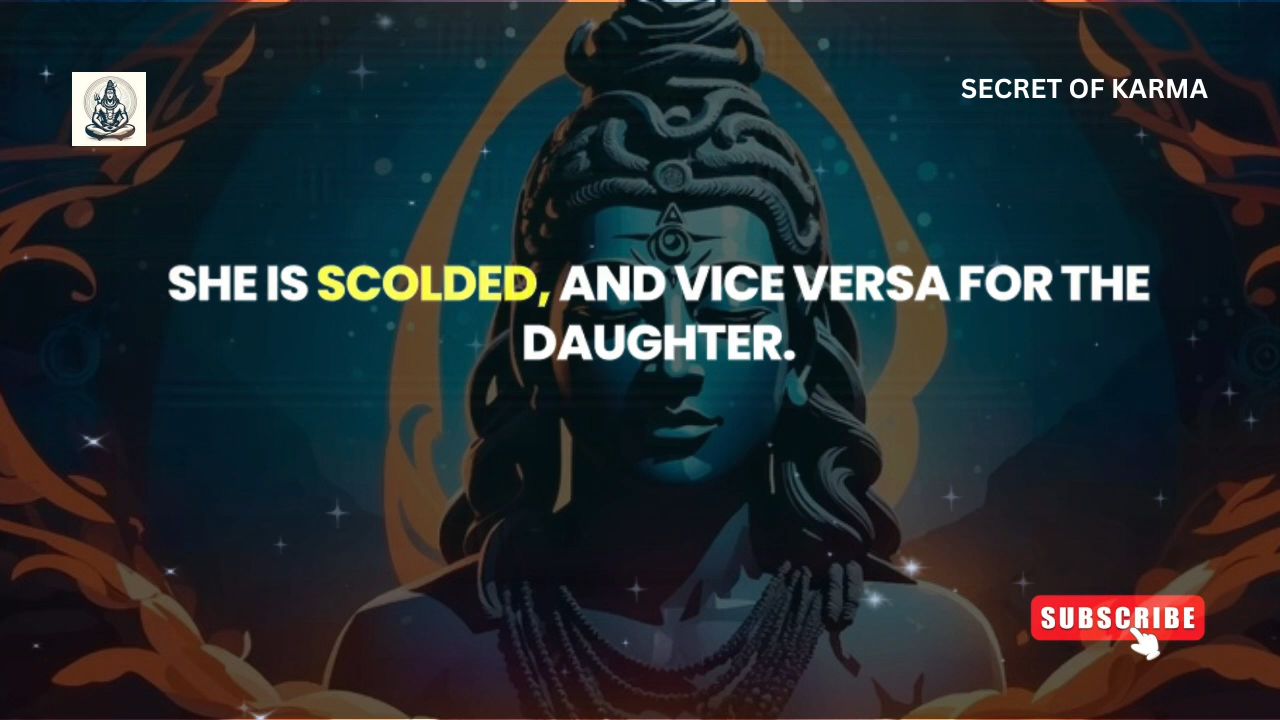 SECRET OF KARMA
SHE IS SCOLDED, AND VICE VERSA FOR THE
DAUGHTER.
SUBSCRIBE